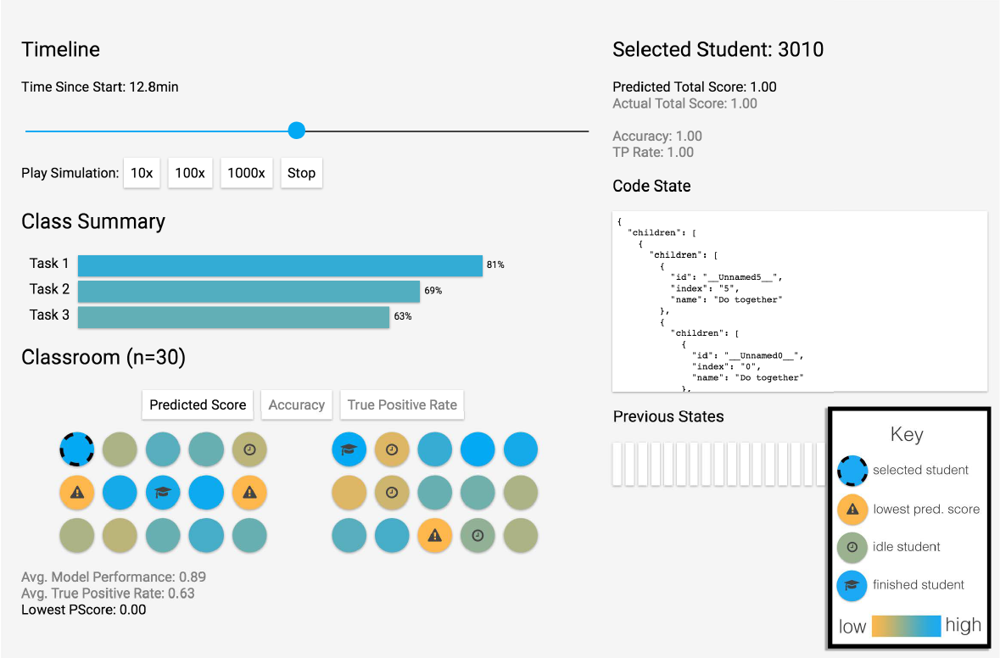 Timeline
Time Since Start: 12.8min
Play Simulation: 10x 100x 1000x Stop
Class Summary
Task 1 81%
Task 2 69%
Task 3 63%
Classroom (n=30)
Predicted Score Accuracy True Positive Rate
Avg. Model Performance: 0.89
Avg. True Positive Rate: 0.63
Lowest PScore: 0.00
Selected Student: 3010
Predicted Total Score: 1.00
Actual Total Score: 1.00
Accuracy: 1.00
TP Rate: 1.00
Code State
{
"children": [
{
"children": [
{
"id": "__Unnamed5__",
"index": "5",
"name": "Do together"
},
{
"children": [
{
"id": "__Unnamed0__",
"index": "0",
"name": "Do together"
},
Previous States
Key
selected student
lowest pred. score
idle student
finished student
low high